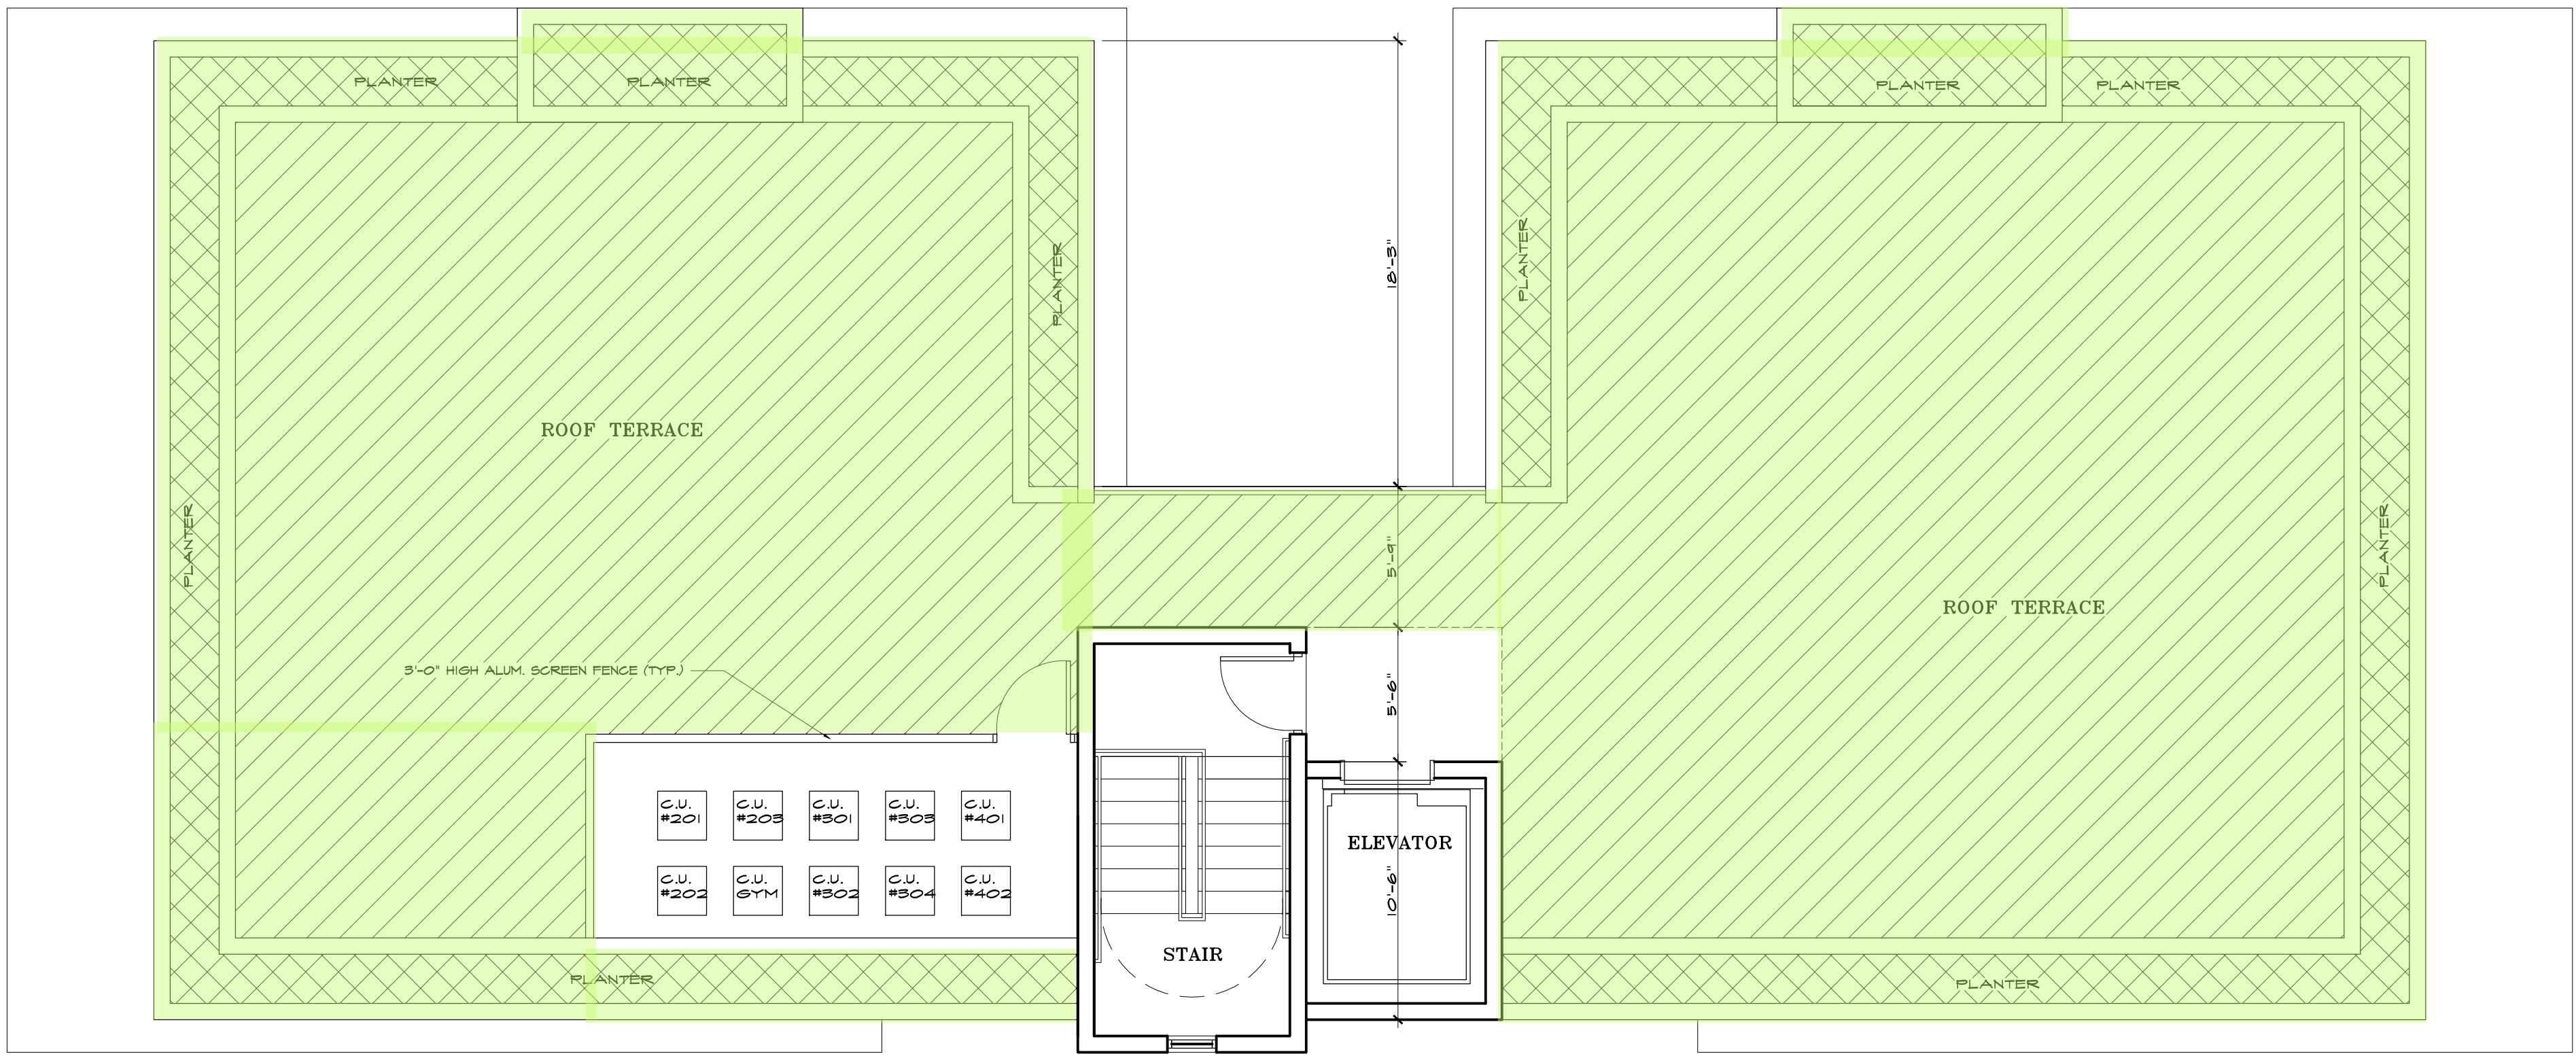 PLANTER
PLANTER
PLANTER
PLANTER
18'-3"
PLANTER
PLANTER
ROOF TERRACE
PLANTER
5'-9"
PLANTER
ROOF TERRACE
3'-0" HIGH ALUM. SCREEN FENCE (TYP.)
5'-6"
C.U. #201
C.U. #203
C.U. #301
C.U. #303
C.U. #401
ELEVATOR
10'-6"
C.U. #202
C.U. GYM
C.U. #302
C.U. #304
C.U. #402
STAIR
PLANTER
PLANTER